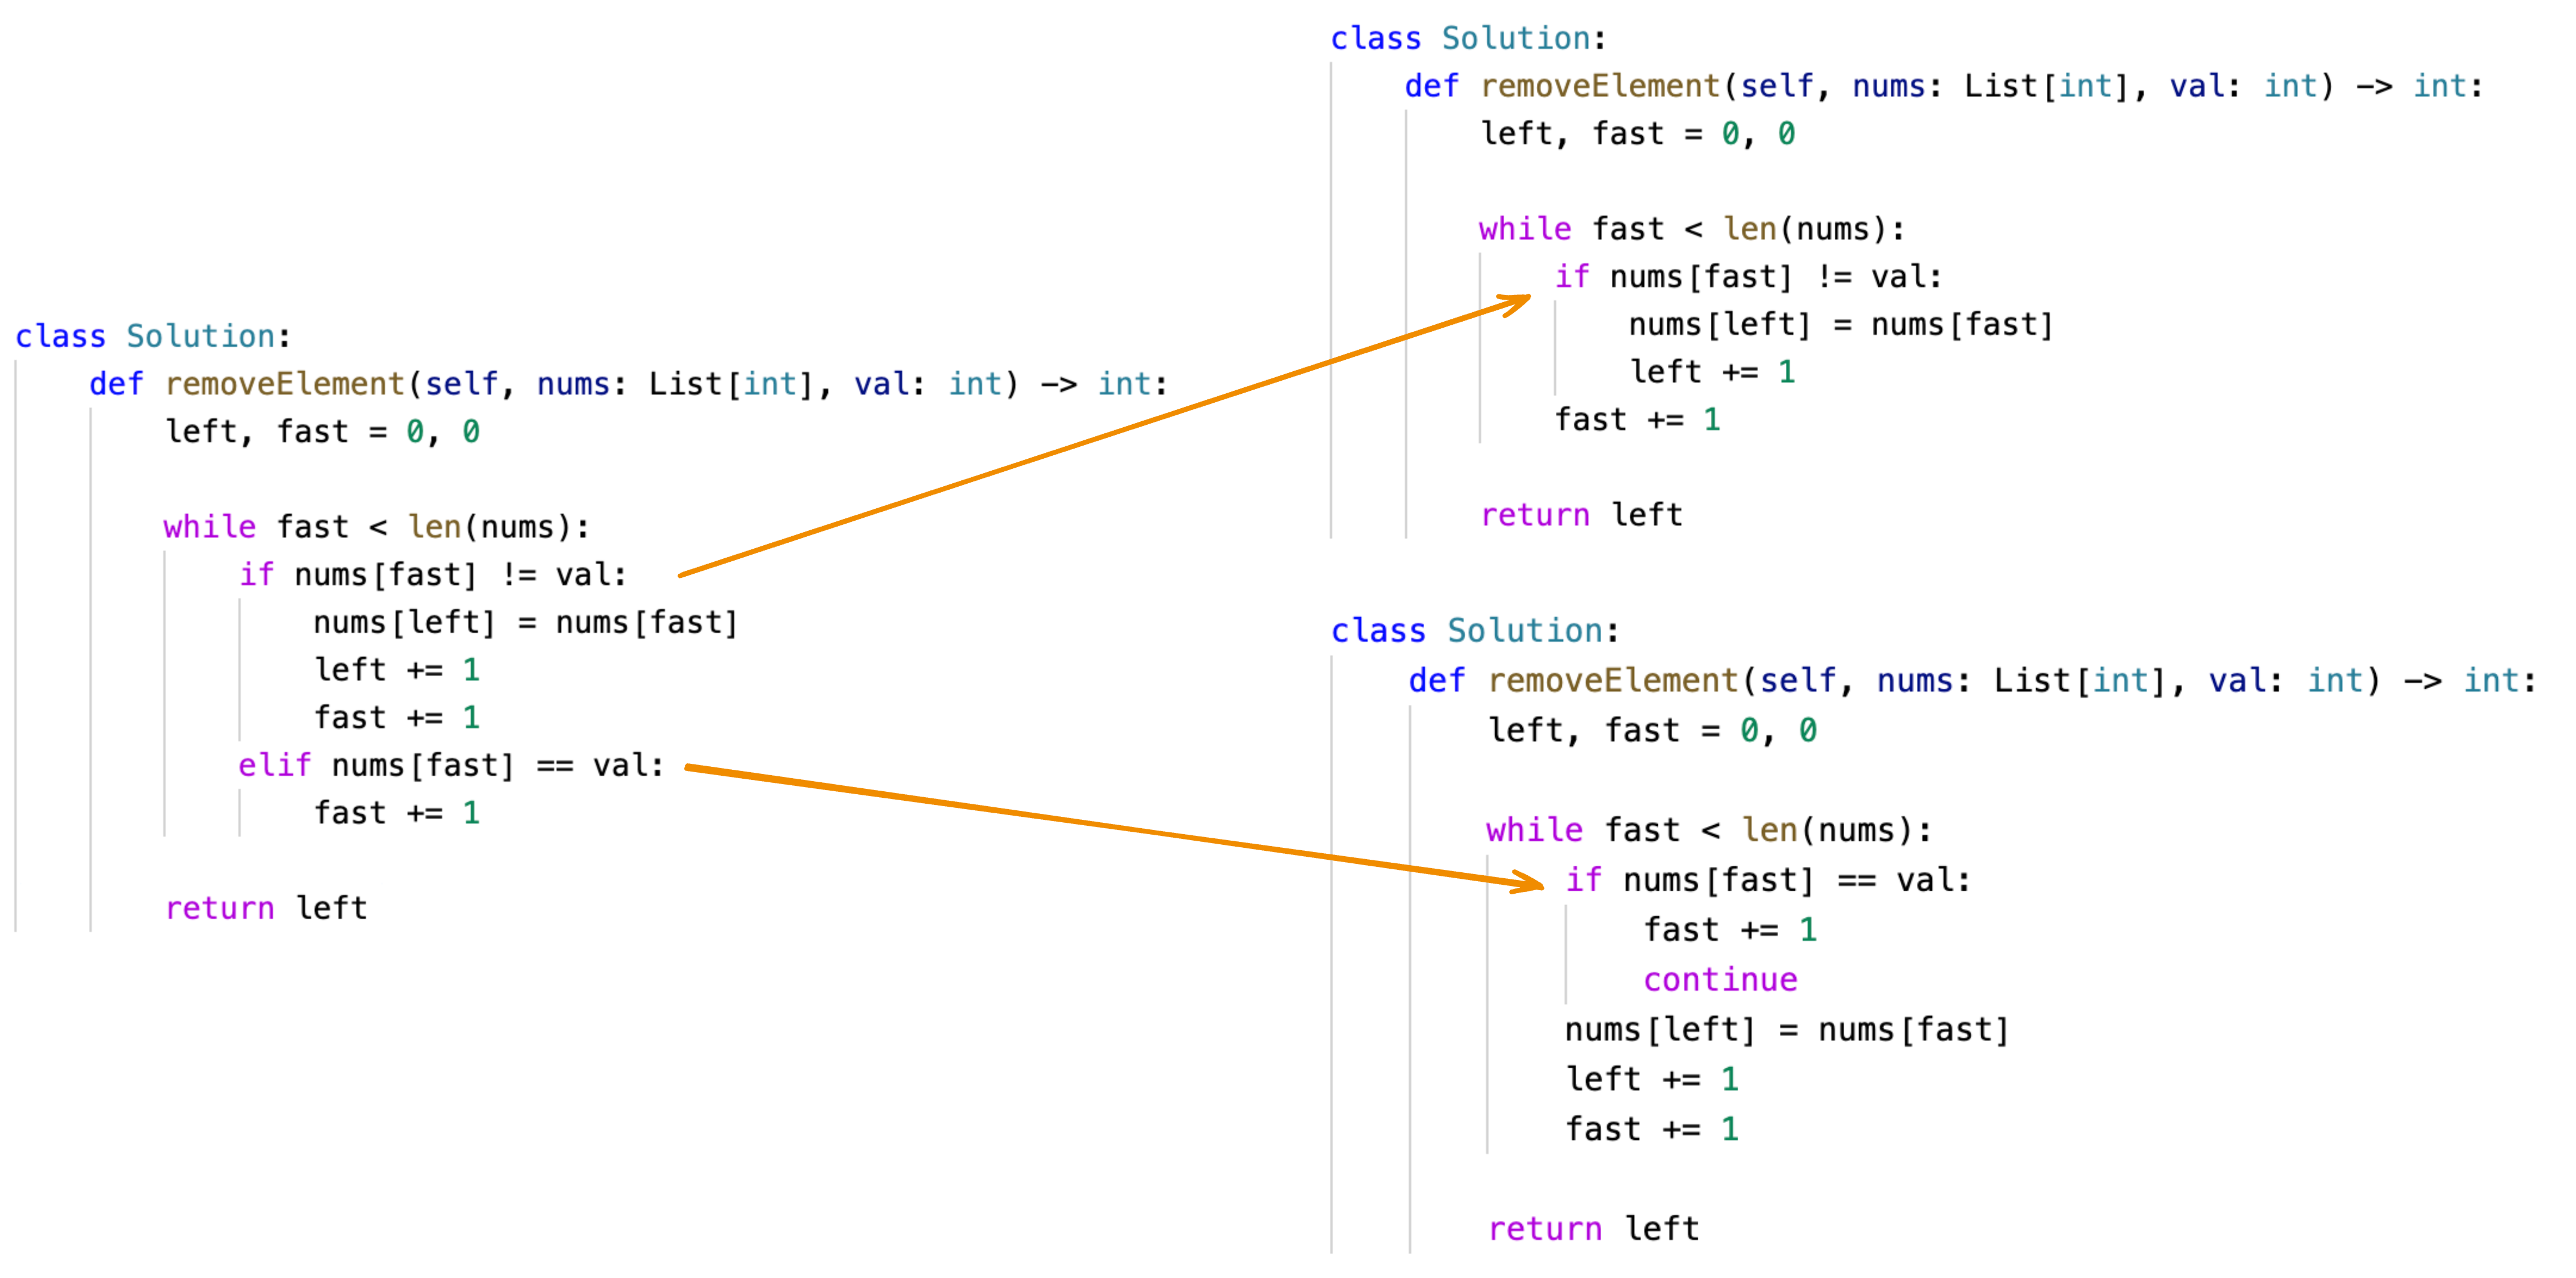 class Solution:
    def removeElement(self, nums: List[int], val: int) -> int:
        left, fast = 0, 0
        while fast < len(nums):
            if nums[fast] != val:
                nums[left] = nums[fast]
                left += 1
                fast += 1
            elif nums[fast] == val:
                fast += 1
        return left
class Solution:
    def removeElement(self, nums: List[int], val: int) -> int:
        left, fast = 0, 0
        while fast < len(nums):
            if nums[fast] != val:
                nums[left] = nums[fast]
                left += 1
            fast += 1
        return left
class Solution:
    def removeElement(self, nums: List[int], val: int) -> int:
        left, fast = 0, 0
        while fast < len(nums):
            if nums[fast] == val:
                fast += 1
                continue
            nums[left] = nums[fast]
            left += 1
            fast += 1
        return left